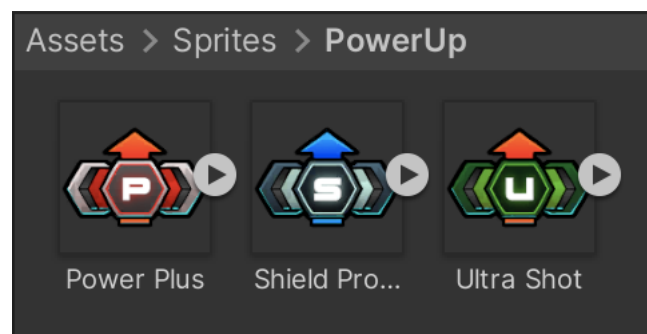 Assets > Sprites > PowerUp
P
S
U
Power Plus
Shield Pro...
Ultra Shot